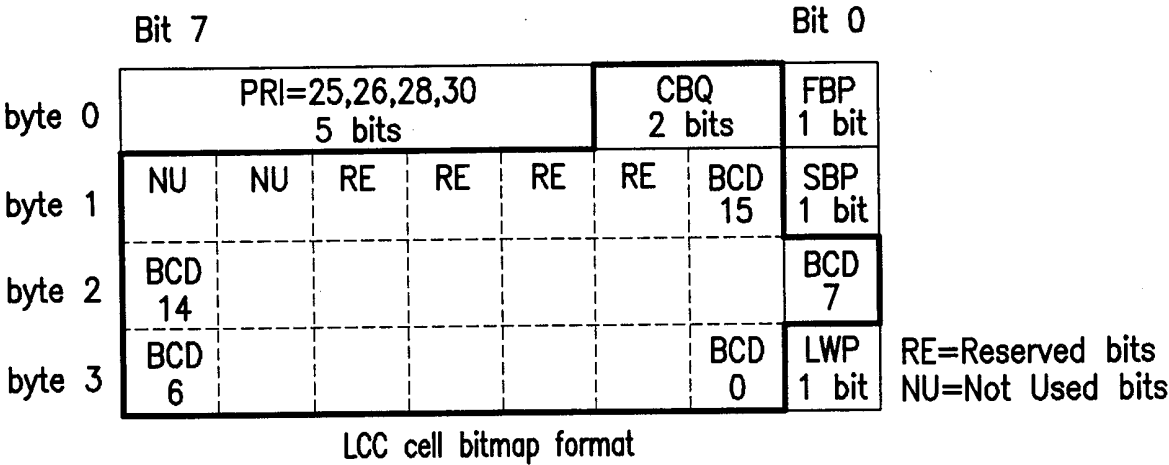 Bit 7
Bit 0
byte 0
PRI=25,26,28,30
5 bits
CBQ
2 bits
FBP
1 bit
byte 1
NU
NU
RE
RE
RE
RE
BCD
15
SBP
1 bit
byte 2
BCD
14
BCD
7
byte 3
BCD
6
BCD
0
LWP
1 bit
RE=Reserved bits
NU=Not Used bits
LCC cell bitmap format